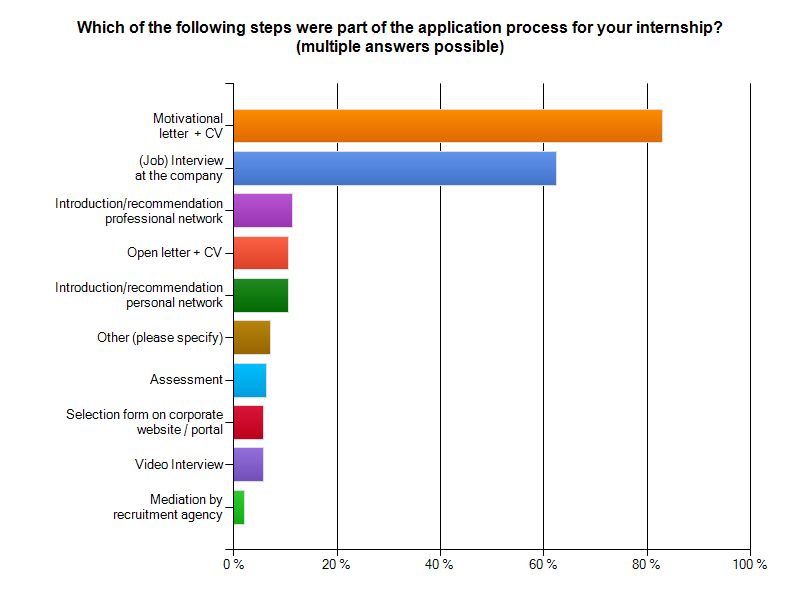 Which of the following steps were part of the application process for your internship?
(multiple answers possible)
Motivational
letter + CV
(Job) Interview
at the company
Introduction/recommendation
professional network
Open letter + CV
Introduction/recommendation
personal network
Other (please specify)
Assessment
Selection form on corporate
website / portal
Video Interview
Mediation by
recruitment agency
0 % 20 % 40 % 60 % 80 % 100 %